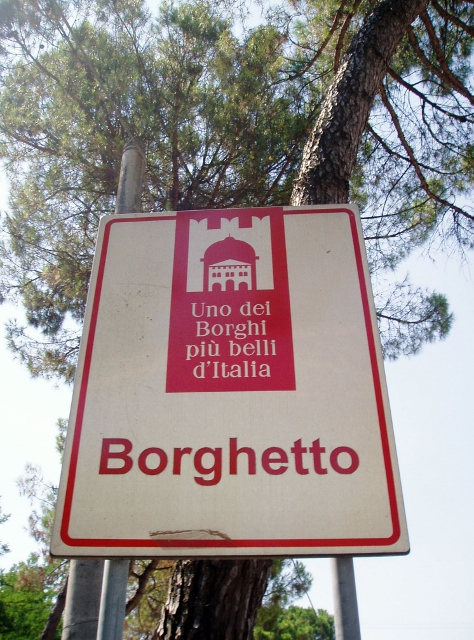 Uno dei
Borghi
più belli
d'Italia
Borghetto